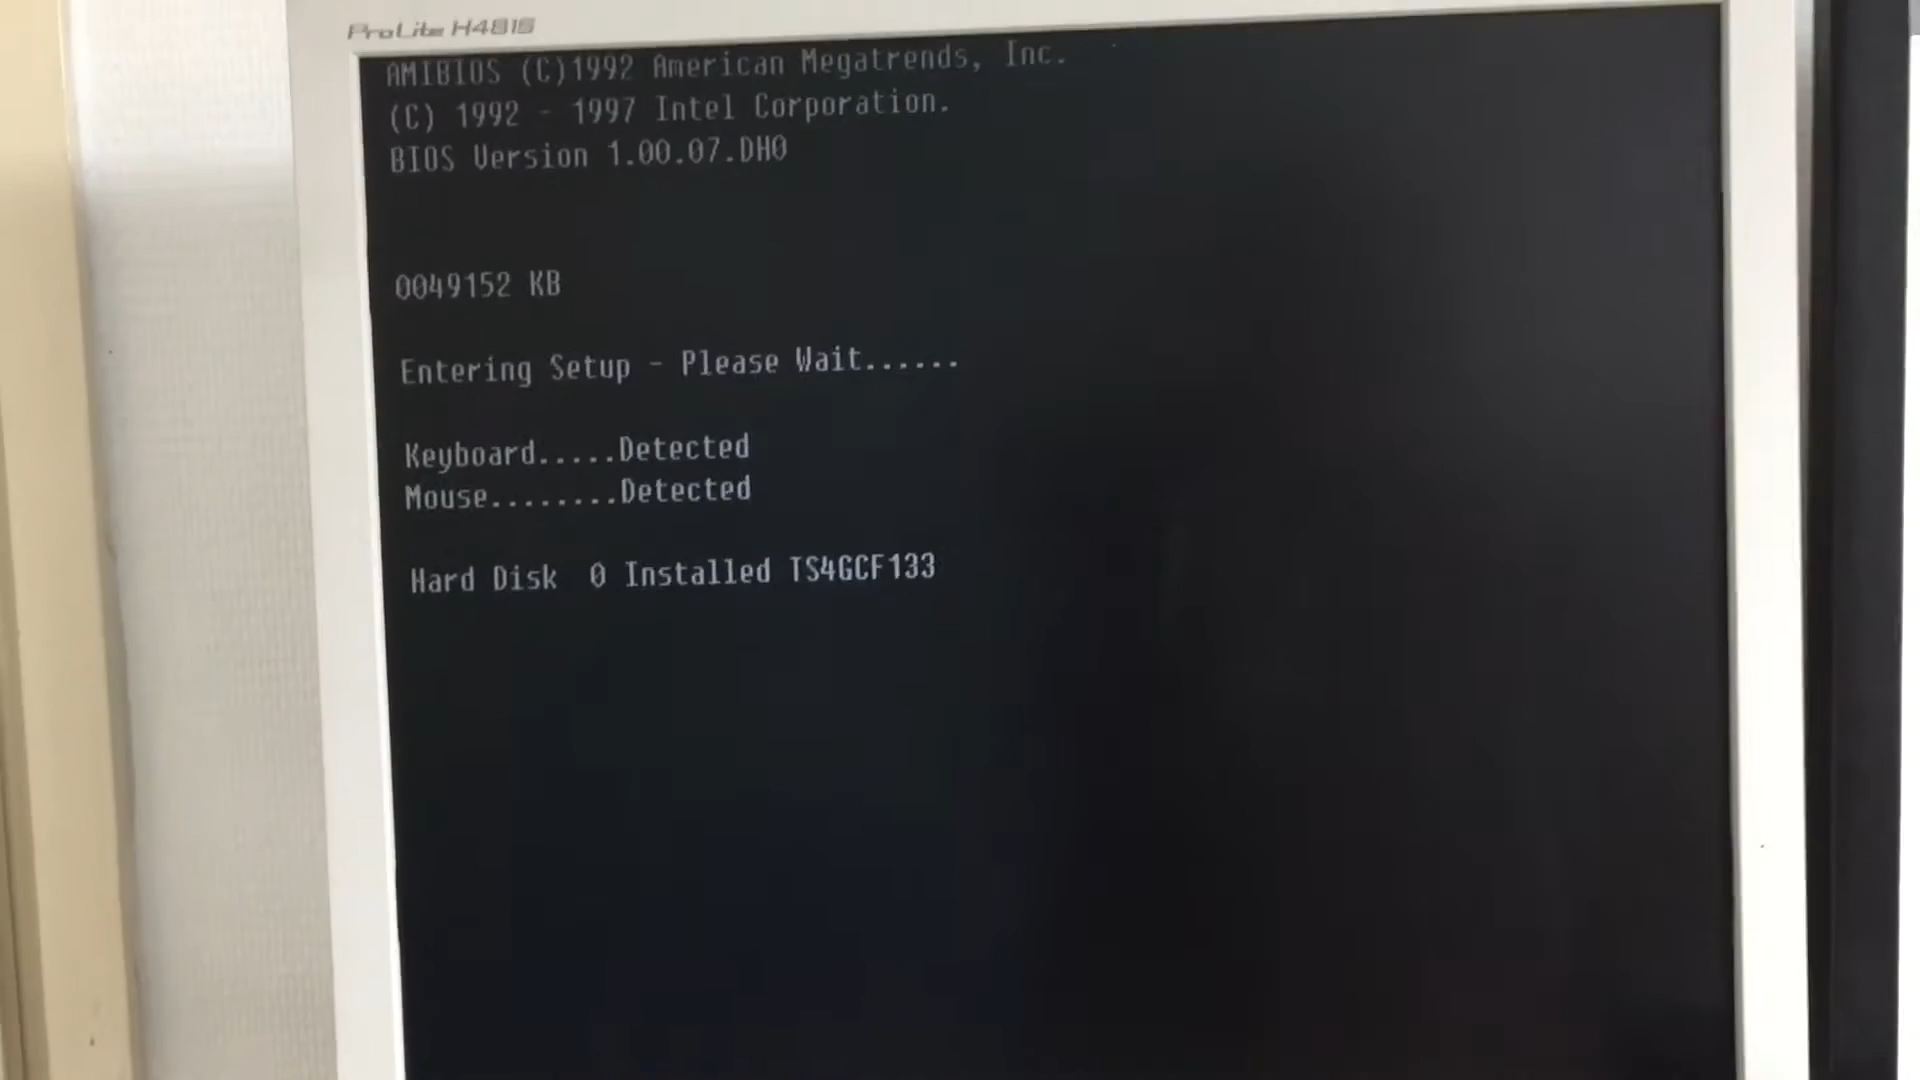 ProLite H481S
AMIBIOS (C)1992 American Megatrends, Inc.
(C) 1992 - 1997 Intel Corporation.
BIOS Version 1.00.07.DH0
0049152 KB
Entering Setup - Please Wait......
Keyboard.....Detected
Mouse........Detected
Hard Disk  0 Installed TS4GCF133